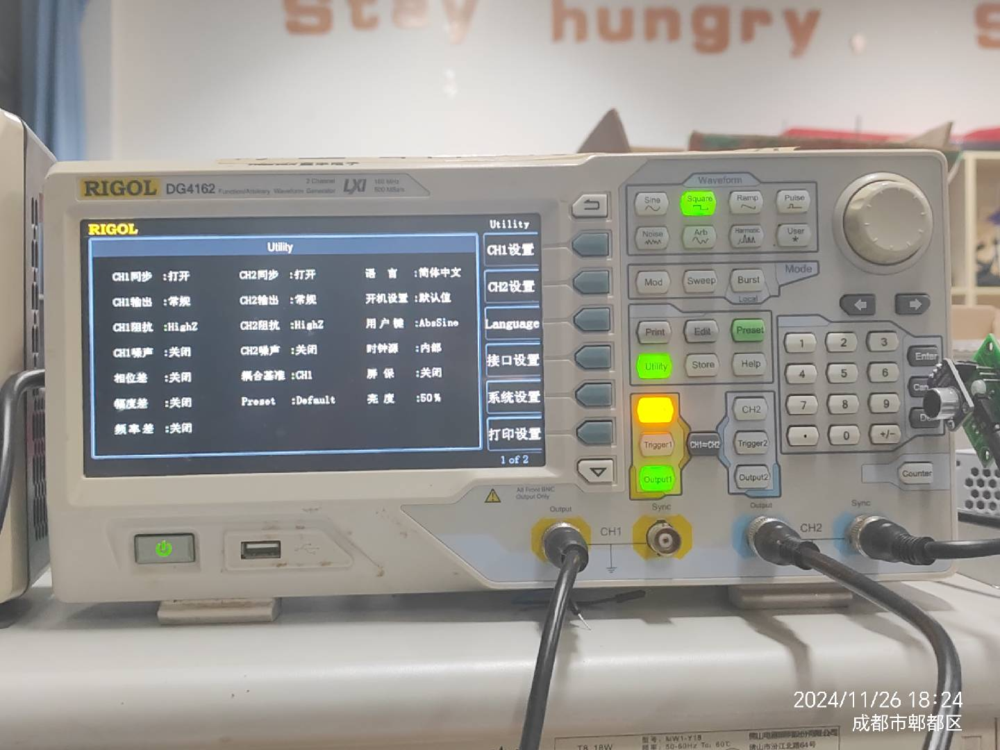 Stay hungry S
RIGOL DG4162 Function/Arbitrary Waveform Generator
2 Channel
LXI
160 MHz
500 MSa/s
RIGOL
Utility
Utility
CH1同步 :打开
CH2同步 :打开
语 言 :简体中文
CH1输出 :常规
CH2输出 :常规
开机设置 :默认值
CH1阻抗 :HighZ
CH2阻抗 :HighZ
用户键 :AbsSine
CH1噪声 :关闭
CH2噪声 :关闭
时钟源 :内部
相位差 :关闭
耦合基准 :CH1
屏 保 :关闭
幅度差 :关闭
Preset :Default
亮 度 :50%
频率差 :关闭
CH1设置
CH2设置
Language
接口设置
系统设置
打印设置
1 of 2
Waveform
Sine
Square
Ramp
Pulse
Noise
Arb
Harmonic
User
Mod
Sweep
Burst
Mode
Local
Print
Edit
Preset
Utility
Store
Help
Trigger1
Output1
CH1⇌CH2
CH2
Trigger2
Output2
1
2
3
4
5
6
7
8
9
.
0
+/-
Enter
Can
De
Counter
All Front BNC
Output Only
Output
CH1
Sync
Output
CH2
Sync
2024/11/26 18:24
成都市郫都区
T8 18W
型号: MW1-Y18
频率: 50-60Hz Ta: 60℃
佛山市汾江北路64号